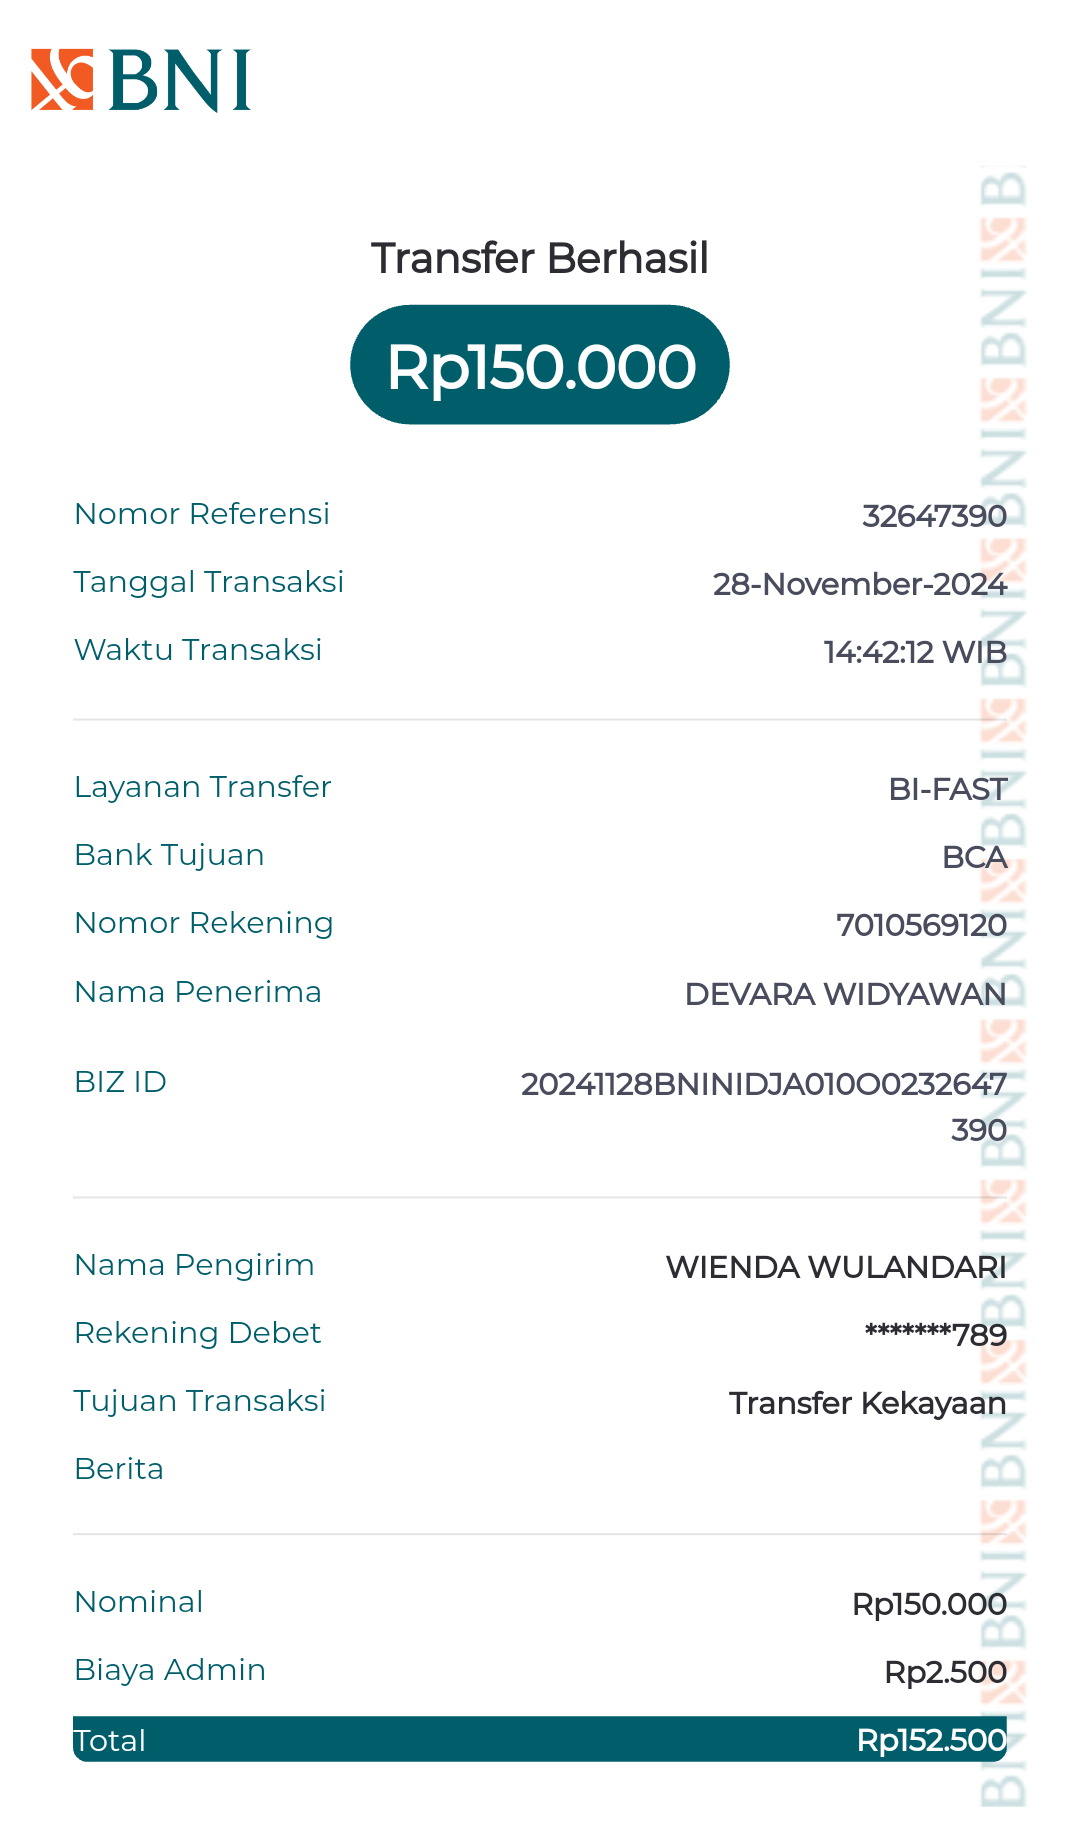 BNI
Transfer Berhasil
Rp150.000
Nomor Referensi 32647390
Tanggal Transaksi 28-November-2024
Waktu Transaksi 14:42:12 WIB
Layanan Transfer BI-FAST
Bank Tujuan BCA
Nomor Rekening 7010569120
Nama Penerima DEVARA WIDYAWAN
BIZ ID 20241128BNINIDJA010O0232647
390
Nama Pengirim WIENDA WULANDARI
Rekening Debet *******789
Tujuan Transaksi Transfer Kekayaan
Berita
Nominal Rp150.000
Biaya Admin Rp2.500
Total Rp152.500
BNI BNI BNI BNI BNI BNI BNI BNI BNI BNI B